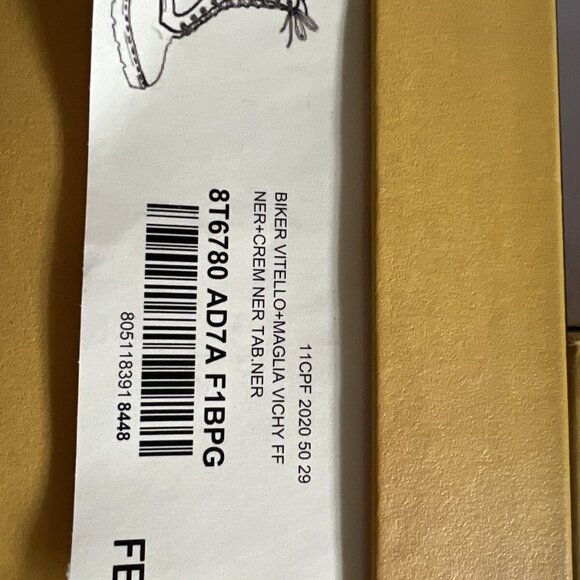 11CPF 2020 50 29
BIKER VITELLO+MAGLIA VICHY FF
NER+CREM NER TAB.NER
8T6780 AD7A F1BPG
8051183918448
FE